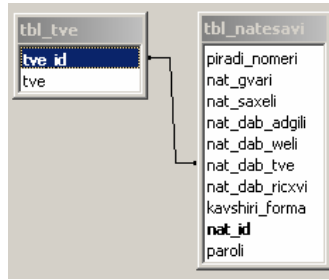 tbl_tve
tve_id
tve
tbl_natesavi
piradi_nomeri
nat_gvari
nat_saxeli
nat_dab_adgili
nat_dab_weli
nat_dab_tve
nat_dab_ricxvi
kavshiri_forma
nat_id
paroli